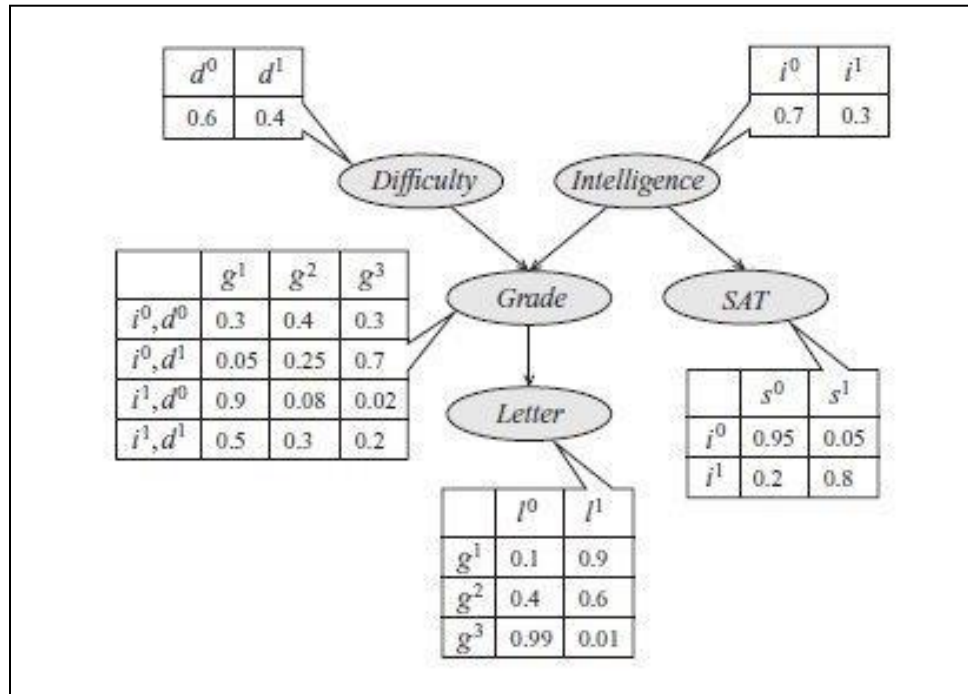 d⁰ d¹
0.6 0.4
i⁰ i¹
0.7 0.3
Difficulty
Intelligence
g¹ g² g³
i⁰,d⁰ 0.3 0.4 0.3
i⁰,d¹ 0.05 0.25 0.7
i¹,d⁰ 0.9 0.08 0.02
i¹,d¹ 0.5 0.3 0.2
Grade
SAT
Letter
s⁰ s¹
i⁰ 0.95 0.05
i¹ 0.2 0.8
l⁰ l¹
g¹ 0.1 0.9
g² 0.4 0.6
g³ 0.99 0.01